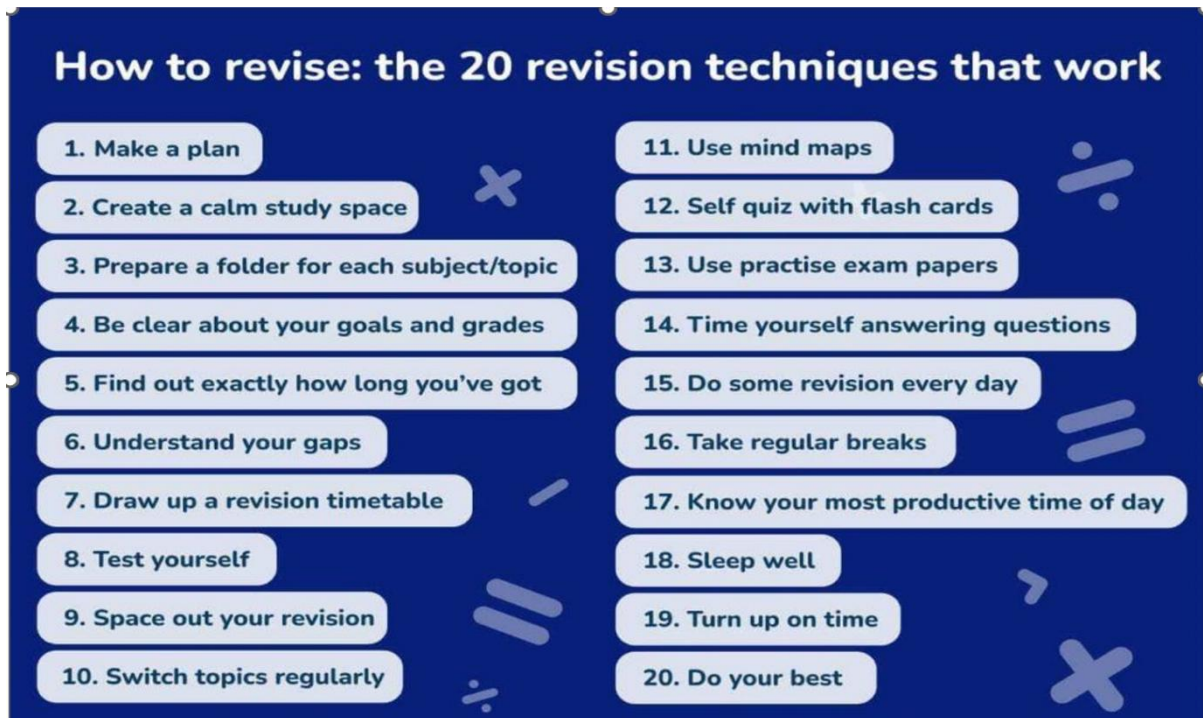 How to revise: the 20 revision techniques that work
1. Make a plan
2. Create a calm study space
3. Prepare a folder for each subject/topic
4. Be clear about your goals and grades
5. Find out exactly how long you've got
6. Understand your gaps
7. Draw up a revision timetable
8. Test yourself
9. Space out your revision
10. Switch topics regularly
11. Use mind maps
12. Self quiz with flash cards
13. Use practise exam papers
14. Time yourself answering questions
15. Do some revision every day
16. Take regular breaks
17. Know your most productive time of day
18. Sleep well
19. Turn up on time
20. Do your best